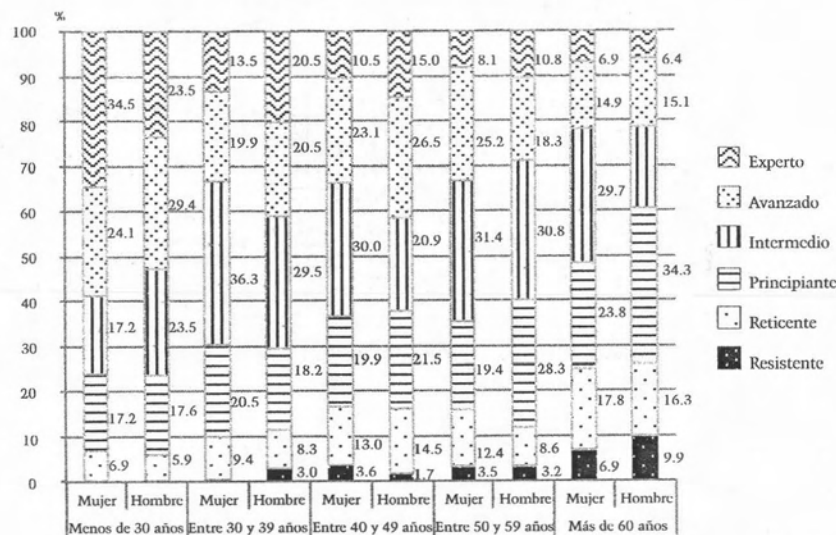 ‰
100
13.5 20.5 10.5 15.0 8.1 10.8 6.9 6.4
90
34.5 23.5 14.9 15.1
80
19.9 20.5 23.1 26.5 25.2 18.3
70
29.7
Experto
60
24.1 29.4 Avanzado
50
30.0 20.9 31.4 30.8 34.3
Intermedio
36.3 29.5
40
23.8 Principiante
17.2 23.5
30
19.9 21.5 19.4 28.3
Reticente
20
17.2 17.6 20.5 18.2 17.8 16.3
Resistente
10
6.9 5.9 9.4 8.3 13.0 14.5 12.4 8.6
3.0 3.6 1.7 3.5 3.2 6.9 9.9
0
Mujer Hombre Mujer Hombre Mujer Hombre Mujer Hombre Mujer Hombre
Menos de 30 años Entre 30 y 39 años Entre 40 y 49 años Entre 50 y 59 años Más de 60 años